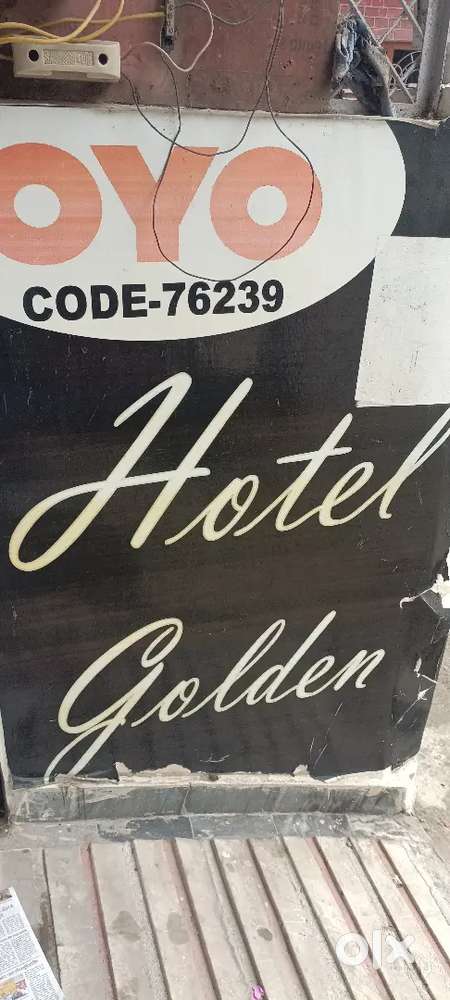 OYO
CODE-76239
Hotel
Golden
olx